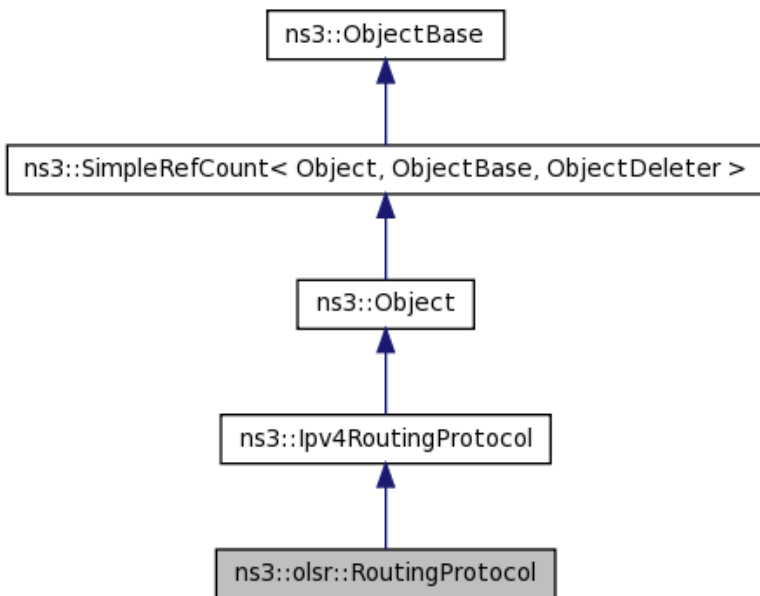 ns3::ObjectBase
ns3::SimpleRefCount< Object, ObjectBase, ObjectDeleter >
ns3::Object
ns3::Ipv4RoutingProtocol
ns3::olsr::RoutingProtocol